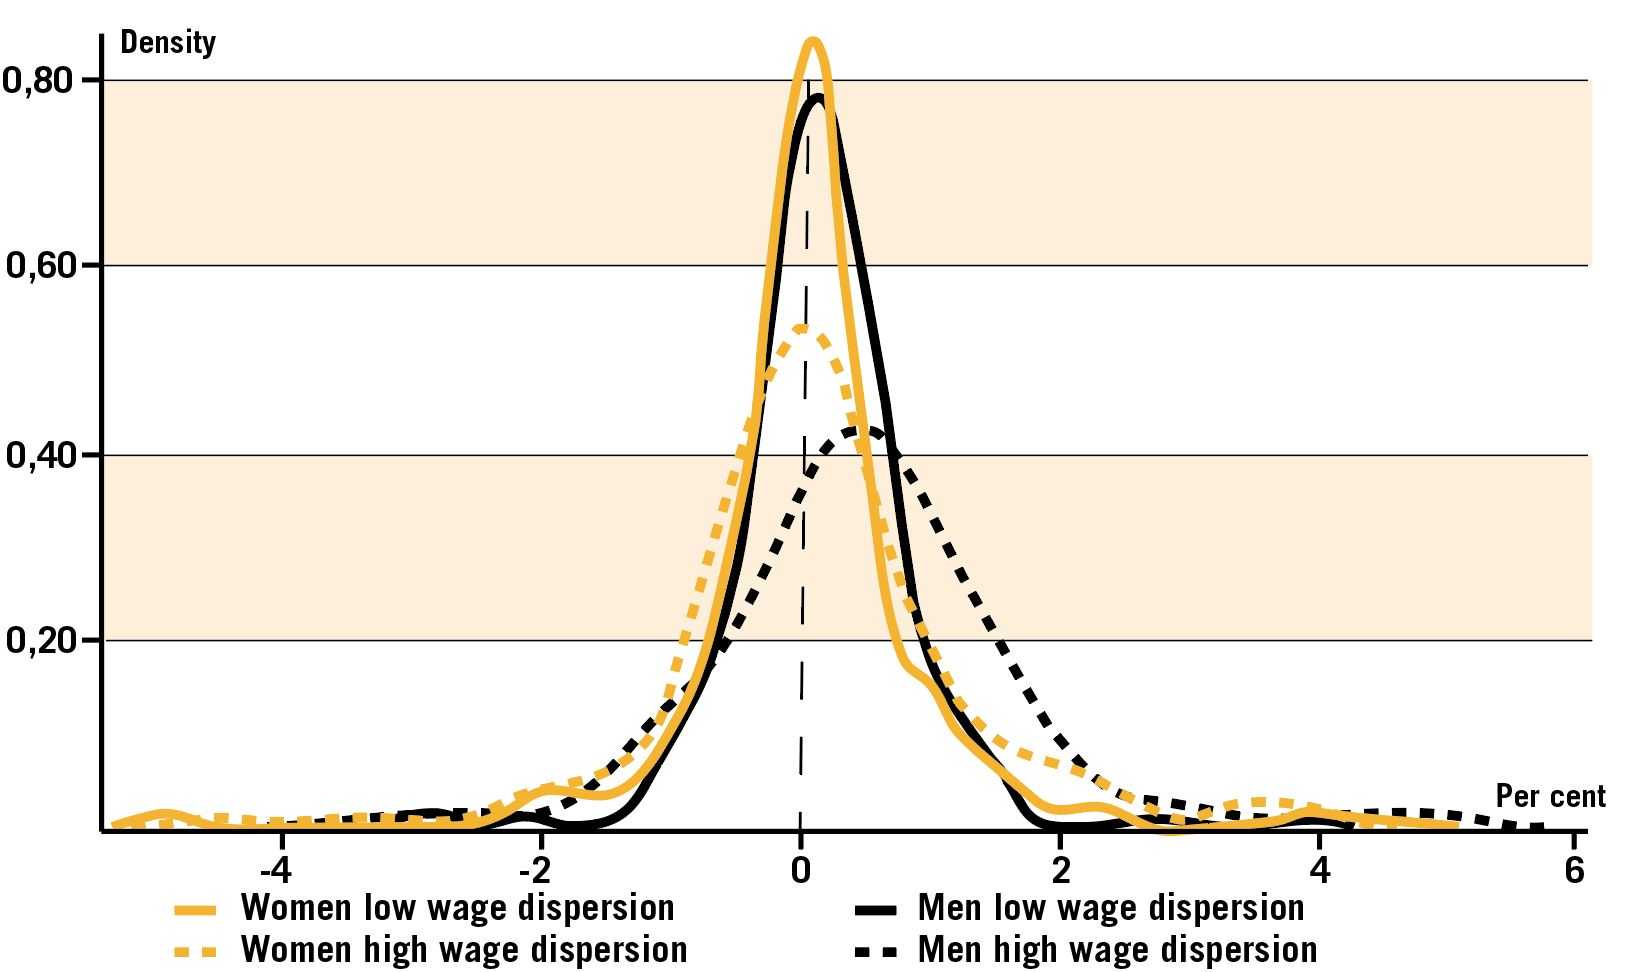 Density
0,80
0,60
0,40
0,20
Per cent
-4 -2 0 2 4 6
Women low wage dispersion Men low wage dispersion
Women high wage dispersion Men high wage dispersion